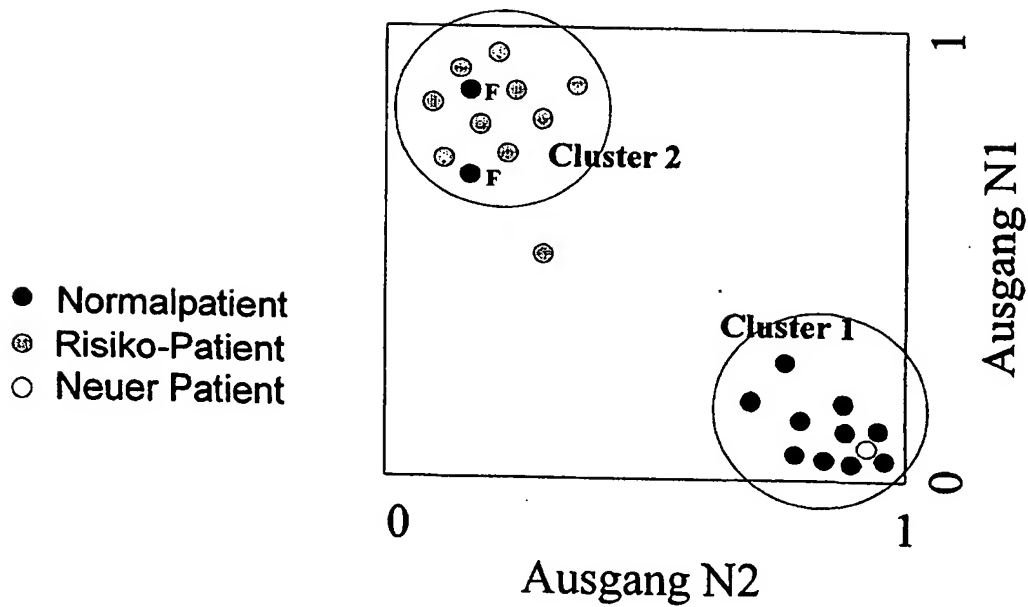 1
F
F
Cluster 2
Ausgang N1
Normalpatient
Risiko-Patient
Neuer Patient
Cluster 1
0
0
1
Ausgang N2